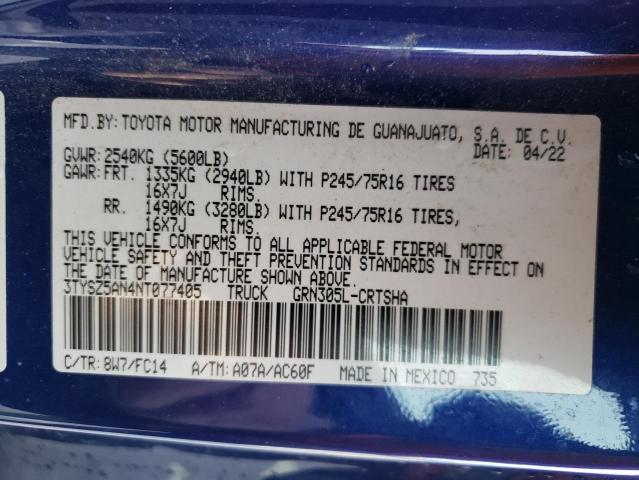 MFD.BY: TOYOTA MOTOR MANUFACTURING DE GUANAJUATO, S.A. DE C.V.
GVWR: 2540KG (5600LB) DATE: 04/22
GAWR: FRT. 1335KG (2940LB) WITH P245/75R16 TIRES
16X7J RIMS.
RR. 1490KG (3280LB) WITH P245/75R16 TIRES,
16X7J RIMS.
THIS VEHICLE CONFORMS TO ALL APPLICABLE FEDERAL MOTOR
VEHICLE SAFETY AND THEFT PREVENTION STANDARDS IN EFFECT ON
THE DATE OF MANUFACTURE SHOWN ABOVE.
3TYSZ5AN4NT077405 TRUCK GRN305L-CRTSHA
C/TR: 8W7/FC14 A/TM: A07A/AC60F MADE IN MEXICO 735